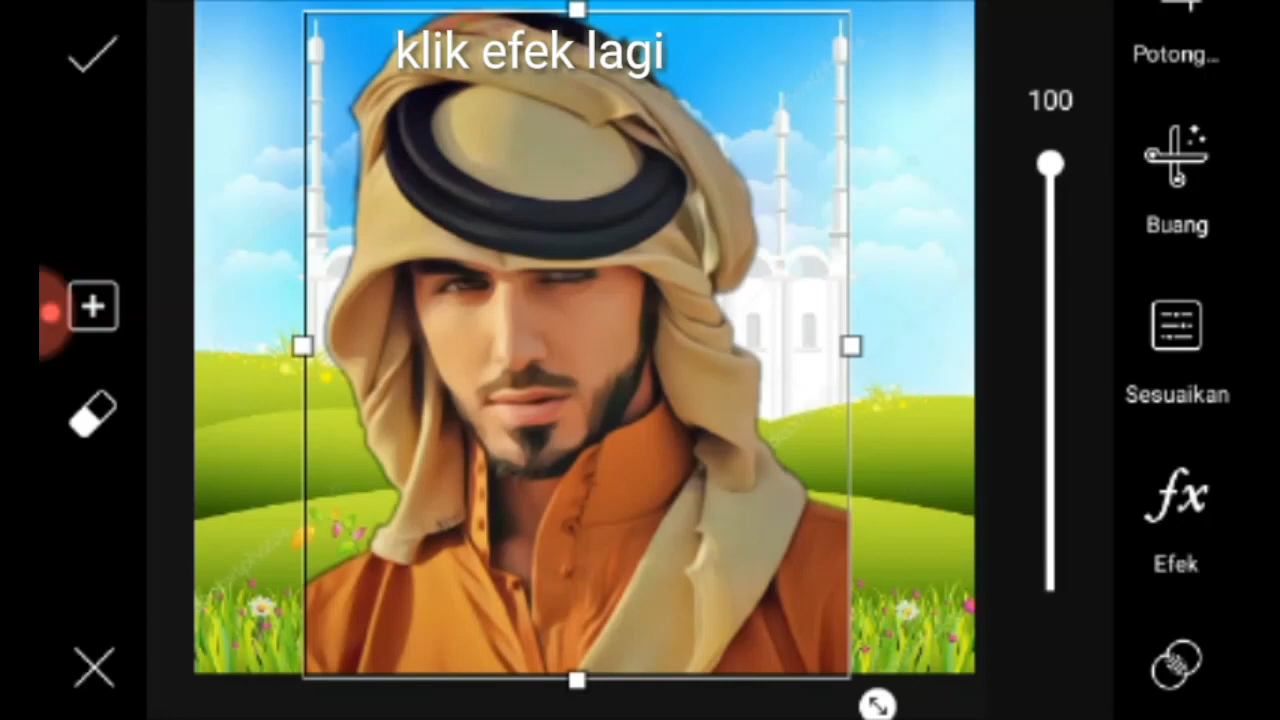 klik efek lagi
Potong...
100
Buang
Sesuaikan
fx
Efek